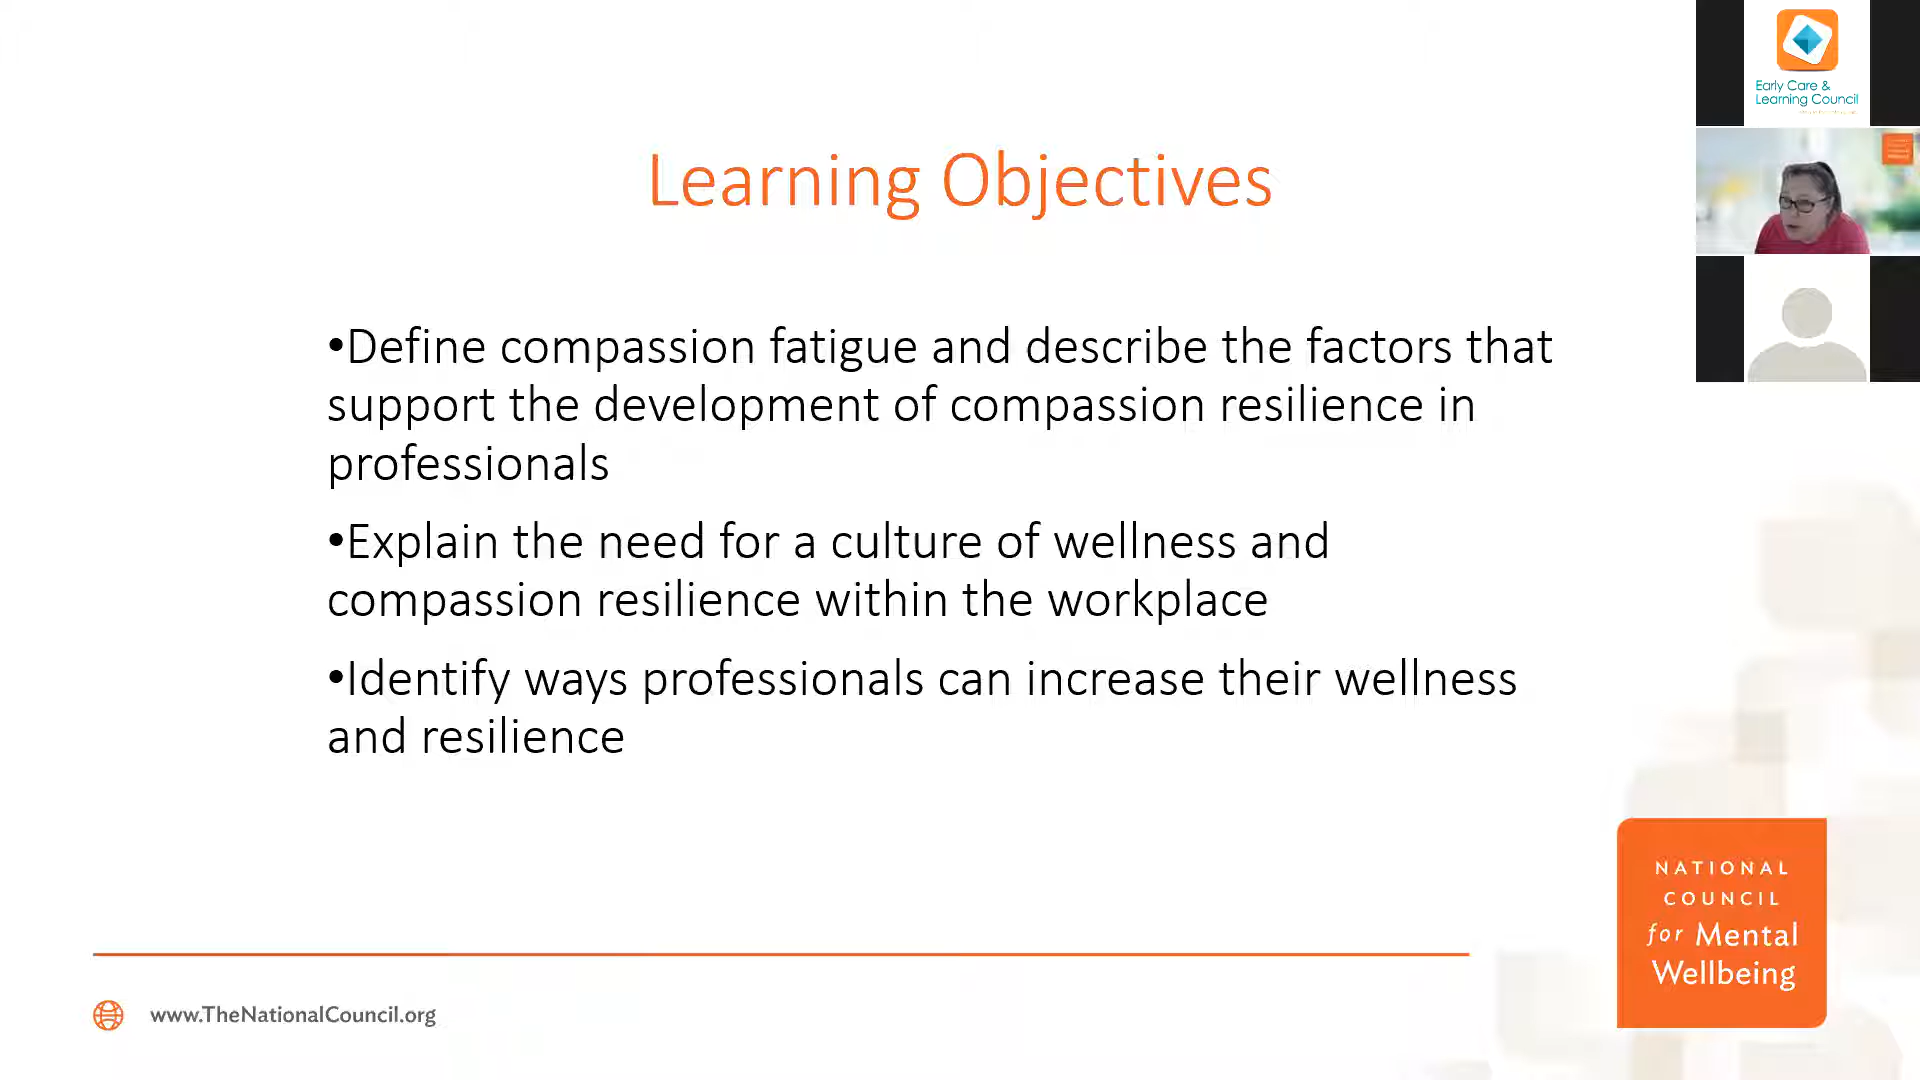 Early Care &
Learning Council
Learning Objectives
•Define compassion fatigue and describe the factors that
support the development of compassion resilience in
professionals
•Explain the need for a culture of wellness and
compassion resilience within the workplace
•Identify ways professionals can increase their wellness
and resilience
NATIONAL
COUNCIL
for Mental
Wellbeing
www.TheNationalCouncil.org